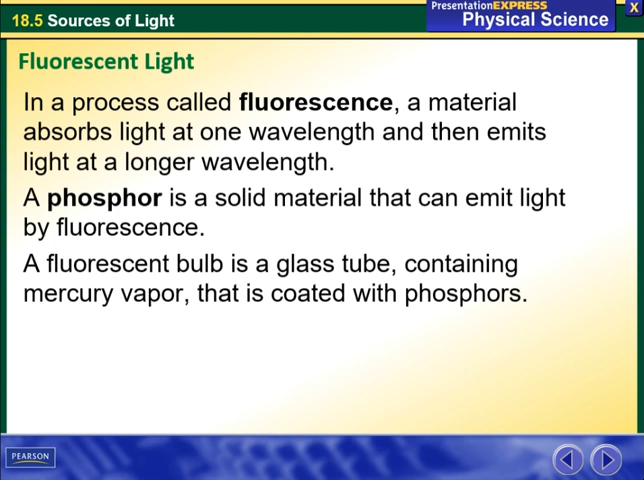 PresentationEXPRESS
18.5 Sources of Light
Physical Science
X
Fluorescent Light
In a process called fluorescence, a material
absorbs light at one wavelength and then emits
light at a longer wavelength.
A phosphor is a solid material that can emit light
by fluorescence.
A fluorescent bulb is a glass tube, containing
mercury vapor, that is coated with phosphors.
PEARSON